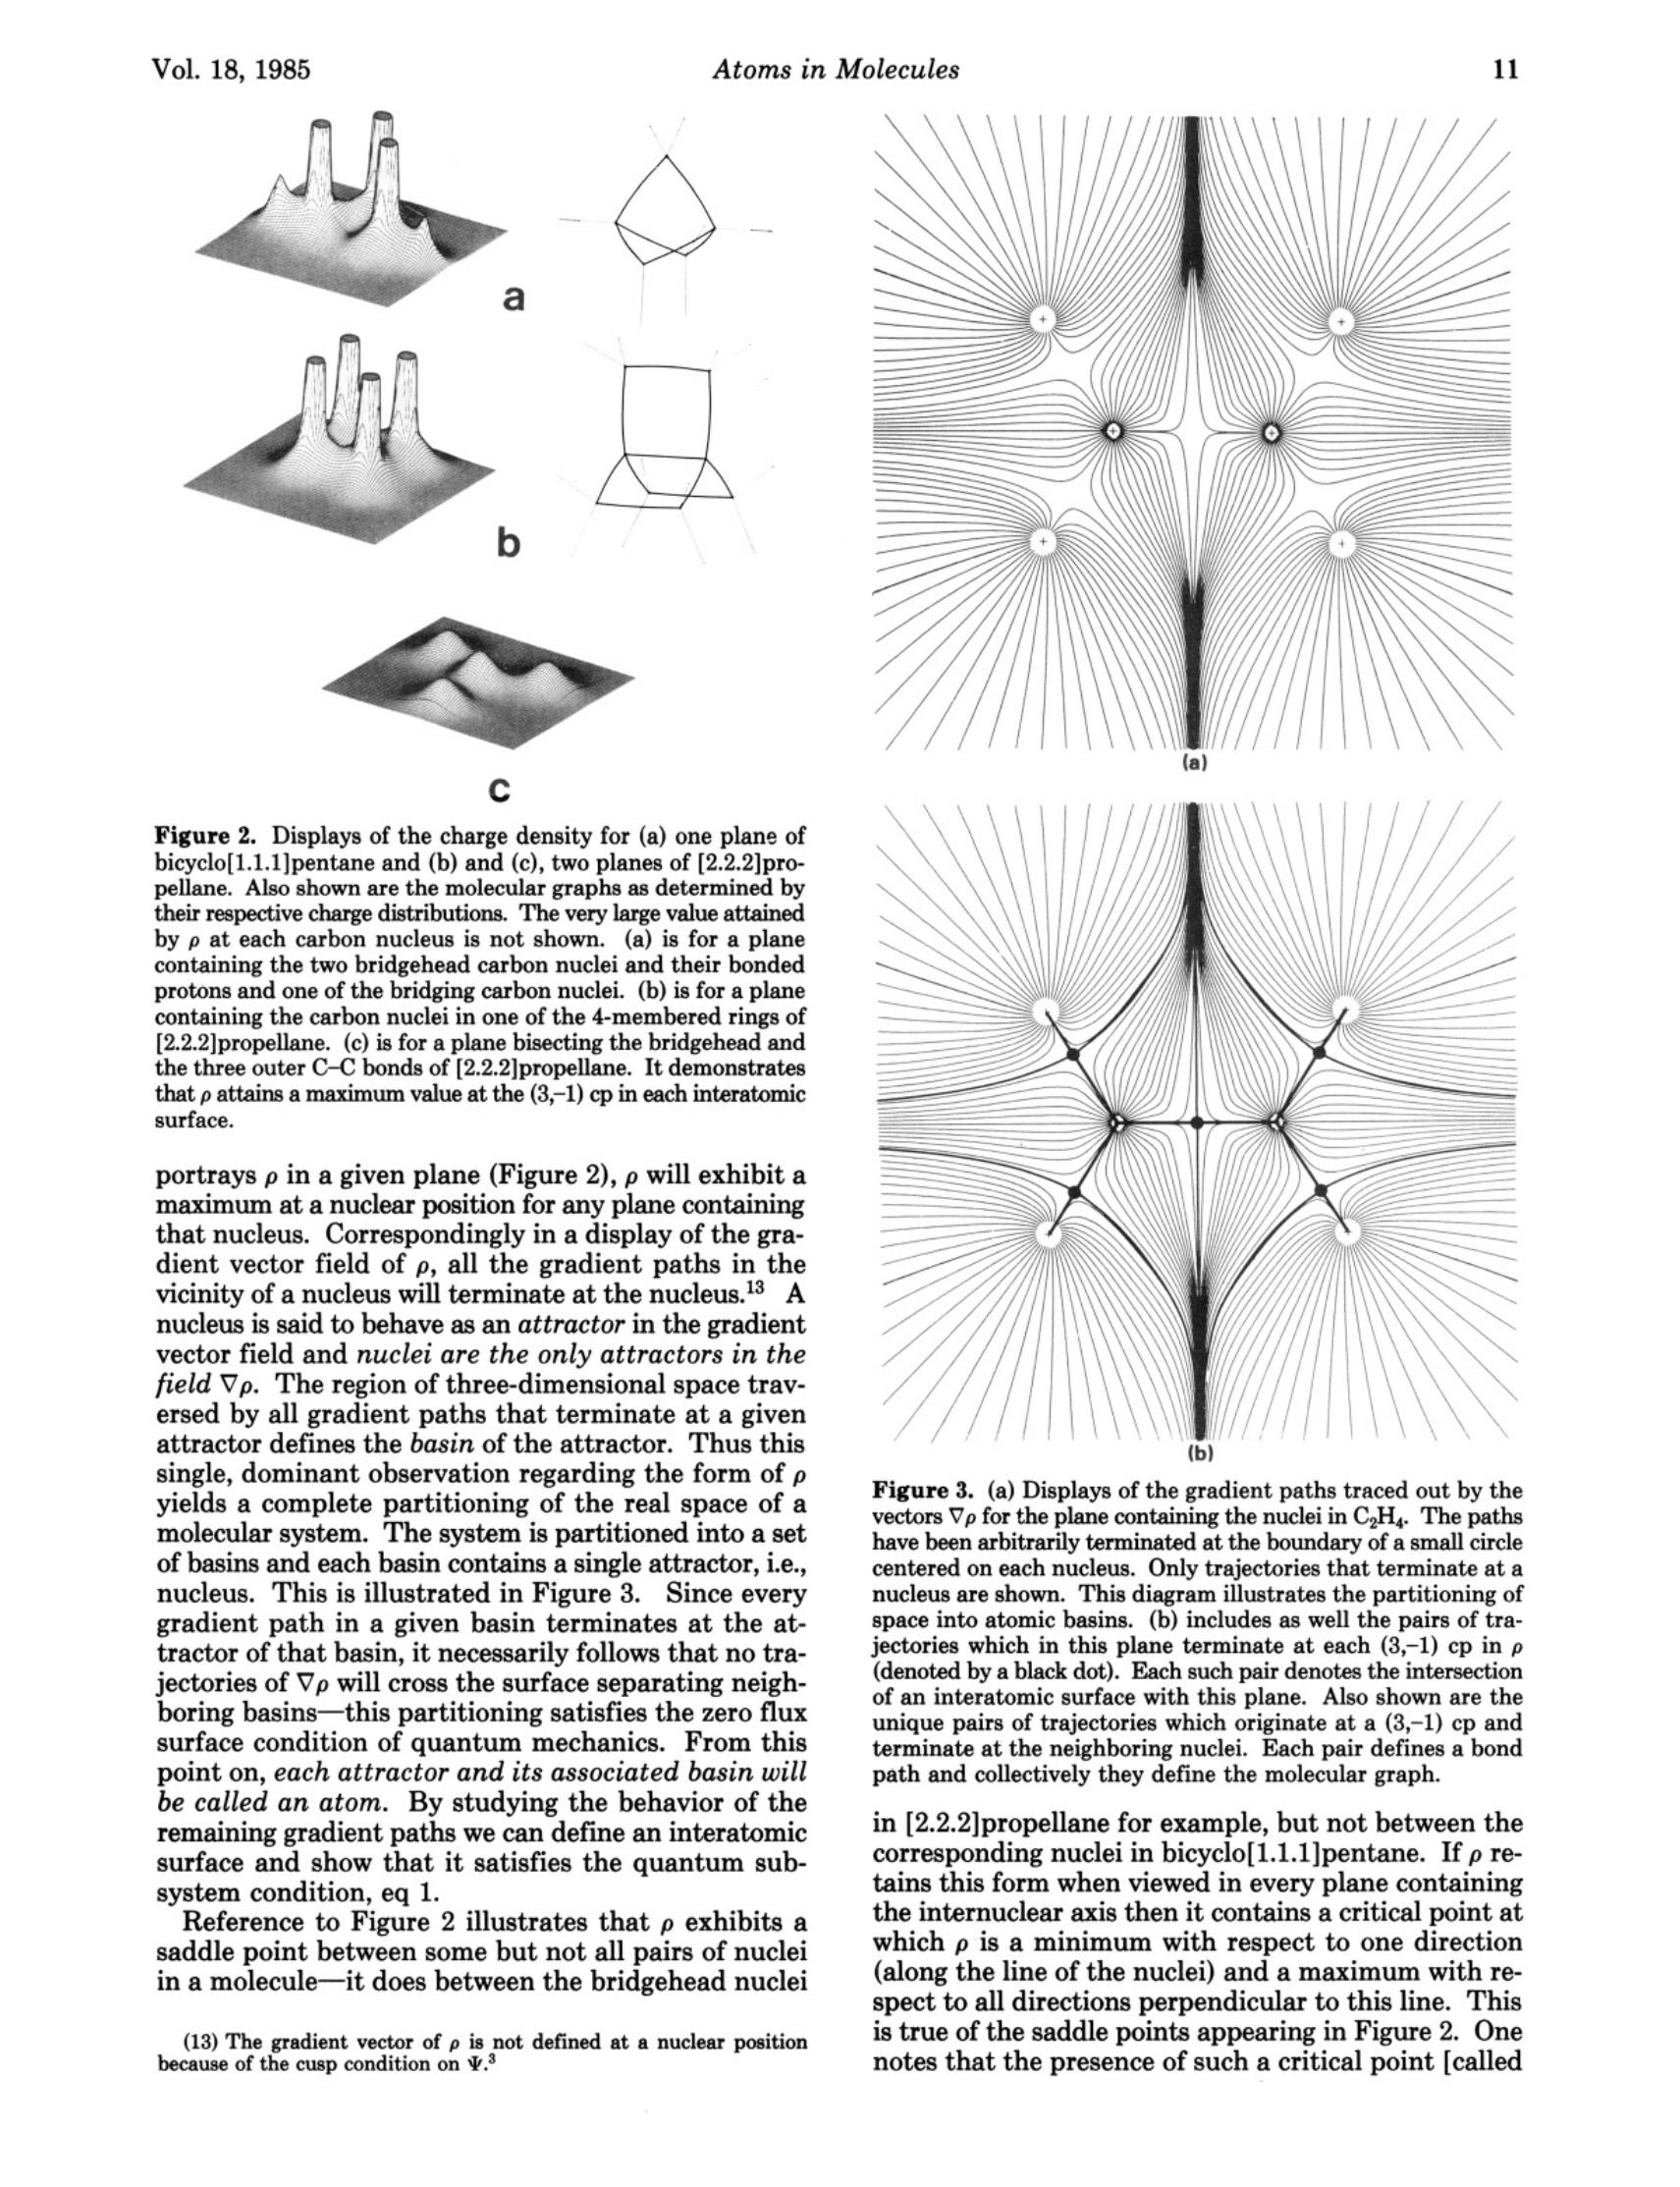 Vol. 18, 1985
Atoms in Molecules
11
a
b
c
Figure 2. Displays of the charge density for (a) one plane of
bicyclo[1.1.1]pentane and (b) and (c), two planes of [2.2.2]pro-
pellane. Also shown are the molecular graphs as determined by
their respective charge distributions. The very large value attained
by ρ at each carbon nucleus is not shown. (a) is for a plane
containing the two bridgehead carbon nuclei and their bonded
protons and one of the bridging carbon nuclei. (b) is for a plane
containing the carbon nuclei in one of the 4-membered rings of
[2.2.2]propellane. (c) is for a plane bisecting the bridgehead and
the three outer C–C bonds of [2.2.2]propellane. It demonstrates
that ρ attains a maximum value at the (3,–1) cp in each interatomic
surface.
portrays ρ in a given plane (Figure 2), ρ will exhibit a
maximum at a nuclear position for any plane containing
that nucleus. Correspondingly in a display of the gra-
dient vector field of ρ, all the gradient paths in the
vicinity of a nucleus will terminate at the nucleus.¹³ A
nucleus is said to behave as an attractor in the gradient
vector field and nuclei are the only attractors in the
field ∇ρ. The region of three-dimensional space trav-
ersed by all gradient paths that terminate at a given
attractor defines the basin of the attractor. Thus this
single, dominant observation regarding the form of ρ
yields a complete partitioning of the real space of a
molecular system. The system is partitioned into a set
of basins and each basin contains a single attractor, i.e.,
nucleus. This is illustrated in Figure 3. Since every
gradient path in a given basin terminates at the at-
tractor of that basin, it necessarily follows that no tra-
jectories of ∇ρ will cross the surface separating neigh-
boring basins—this partitioning satisfies the zero flux
surface condition of quantum mechanics. From this
point on, each attractor and its associated basin will
be called an atom. By studying the behavior of the
remaining gradient paths we can define an interatomic
surface and show that it satisfies the quantum sub-
system condition, eq 1.
Reference to Figure 2 illustrates that ρ exhibits a
saddle point between some but not all pairs of nuclei
in a molecule—it does between the bridgehead nuclei
(13) The gradient vector of ρ is not defined at a nuclear position
because of the cusp condition on Ψ.³
(a)
(b)
Figure 3. (a) Displays of the gradient paths traced out by the
vectors ∇ρ for the plane containing the nuclei in C₂H₄. The paths
have been arbitrarily terminated at the boundary of a small circle
centered on each nucleus. Only trajectories that terminate at a
nucleus are shown. This diagram illustrates the partitioning of
space into atomic basins. (b) includes as well the pairs of tra-
jectories which in this plane terminate at each (3,–1) cp in ρ
(denoted by a black dot). Each such pair denotes the intersection
of an interatomic surface with this plane. Also shown are the
unique pairs of trajectories which originate at a (3,–1) cp and
terminate at the neighboring nuclei. Each pair defines a bond
path and collectively they define the molecular graph.
in [2.2.2]propellane for example, but not between the
corresponding nuclei in bicyclo[1.1.1]pentane. If ρ re-
tains this form when viewed in every plane containing
the internuclear axis then it contains a critical point at
which ρ is a minimum with respect to one direction
(along the line of the nuclei) and a maximum with re-
spect to all directions perpendicular to this line. This
is true of the saddle points appearing in Figure 2. One
notes that the presence of such a critical point [called